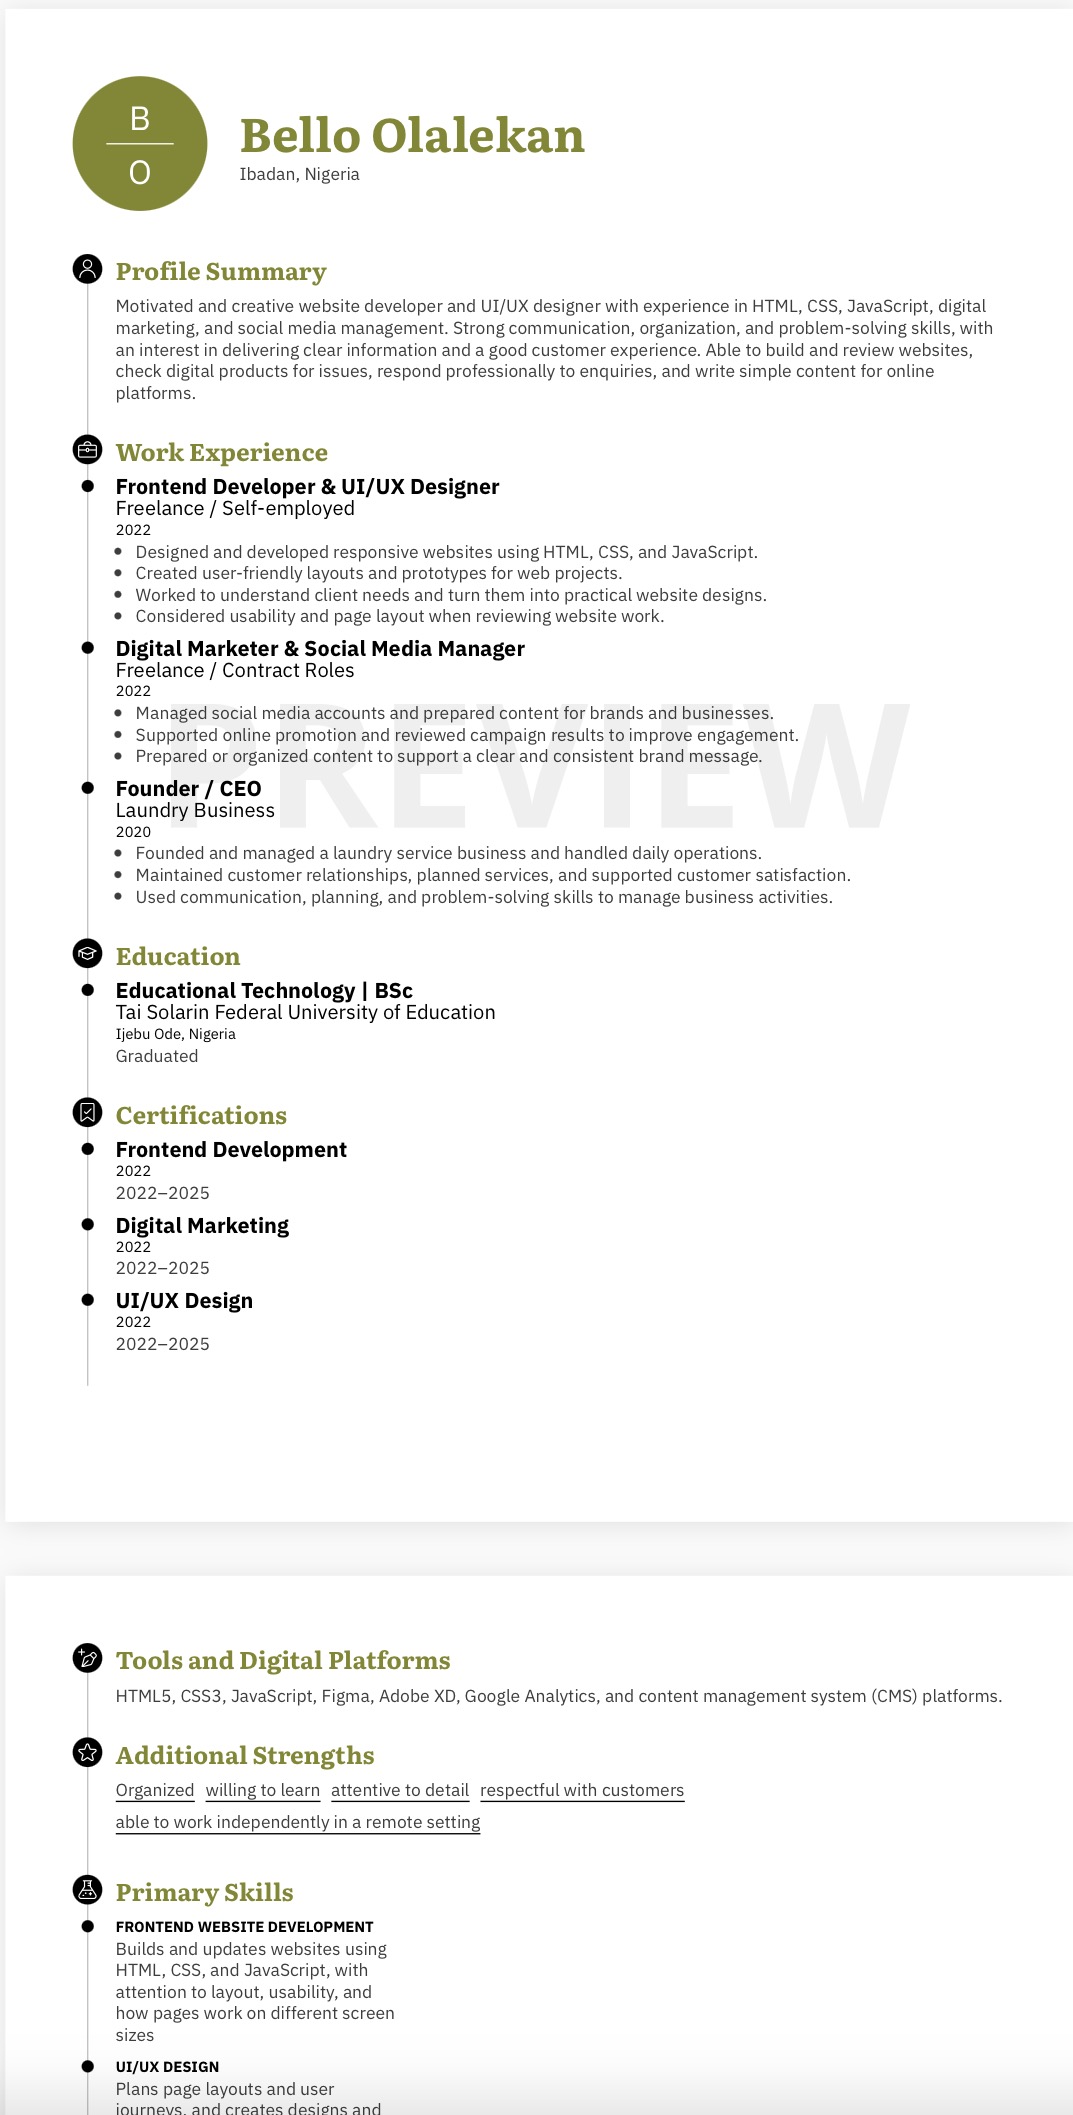 B
O
Bello Olalekan
Ibadan, Nigeria
Profile Summary
Motivated and creative website developer and UI/UX designer with experience in HTML, CSS, JavaScript, digital
marketing, and social media management. Strong communication, organization, and problem-solving skills, with
an interest in delivering clear information and a good customer experience. Able to build and review websites,
check digital products for issues, respond professionally to enquiries, and write simple content for online
platforms.
Work Experience
Frontend Developer & UI/UX Designer
Freelance / Self-employed
2022
Designed and developed responsive websites using HTML, CSS, and JavaScript.
Created user-friendly layouts and prototypes for web projects.
Worked to understand client needs and turn them into practical website designs.
Considered usability and page layout when reviewing website work.
Digital Marketer & Social Media Manager
Freelance / Contract Roles
2022
Managed social media accounts and prepared content for brands and businesses.
Supported online promotion and reviewed campaign results to improve engagement.
Prepared or organized content to support a clear and consistent brand message.
PREVIEW
Founder / CEO
Laundry Business
2020
Founded and managed a laundry service business and handled daily operations.
Maintained customer relationships, planned services, and supported customer satisfaction.
Used communication, planning, and problem-solving skills to manage business activities.
Education
Educational Technology | BSc
Tai Solarin Federal University of Education
Ijebu Ode, Nigeria
Graduated
Certifications
Frontend Development
2022
2022–2025
Digital Marketing
2022
2022–2025
UI/UX Design
2022
2022–2025
Tools and Digital Platforms
HTML5, CSS3, JavaScript, Figma, Adobe XD, Google Analytics, and content management system (CMS) platforms.
Additional Strengths
Organized willing to learn attentive to detail respectful with customers
able to work independently in a remote setting
Primary Skills
FRONTEND WEBSITE DEVELOPMENT
Builds and updates websites using
HTML, CSS, and JavaScript, with
attention to layout, usability, and
how pages work on different screen
sizes
UI/UX DESIGN
Plans page layouts and user
journeys, and creates designs and